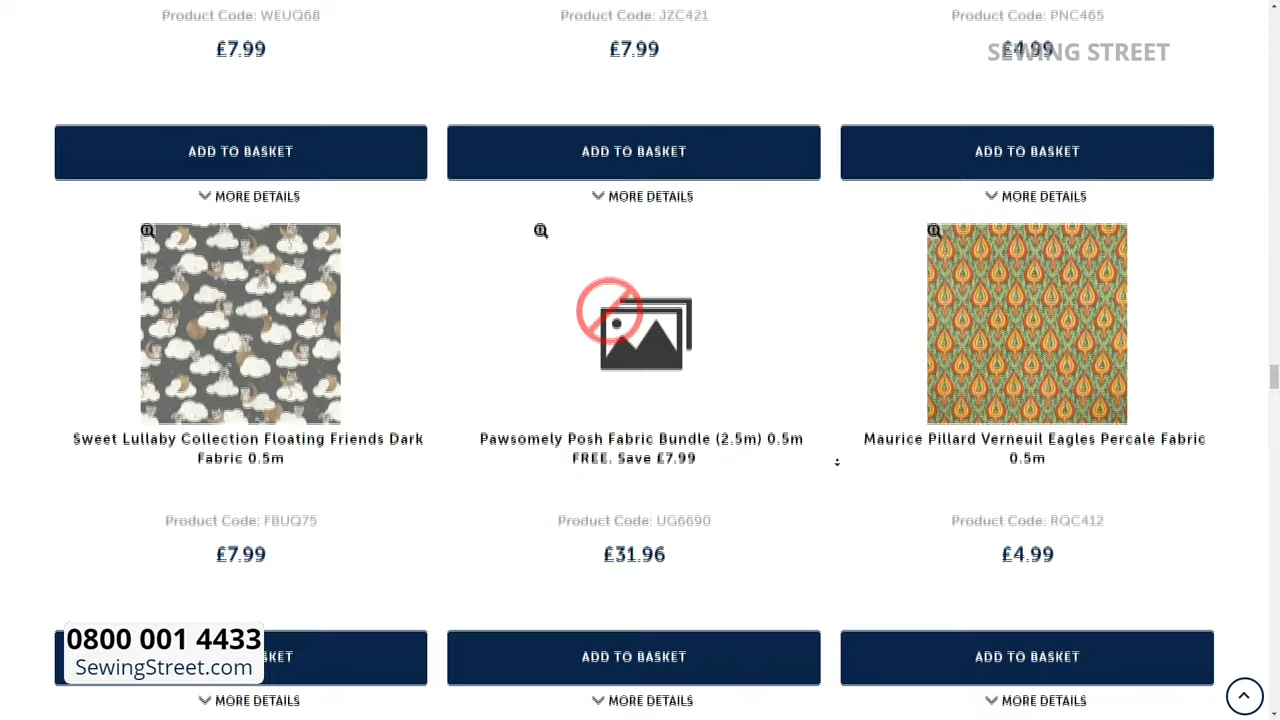 Product Code: WEUQ68
Product Code: JZC421
Product Code: PNC465
£7.99
£7.99
£4.99
SEWING STREET
ADD TO BASKET
ADD TO BASKET
ADD TO BASKET
MORE DETAILS
MORE DETAILS
MORE DETAILS
Sweet Lullaby Collection Floating Friends Dark
Fabric 0.5m
Pawsomely Posh Fabric Bundle (2.5m) 0.5m
FREE. Save £7.99
Maurice Pillard Verneuil Eagles Percale Fabric
0.5m
Product Code: FBUQ75
Product Code: UG6690
Product Code: RQC412
£7.99
£31.96
£4.99
0800 001 4433
SewingStreet.com
ADD TO BASKET
ADD TO BASKET
MORE DETAILS
MORE DETAILS
MORE DETAILS